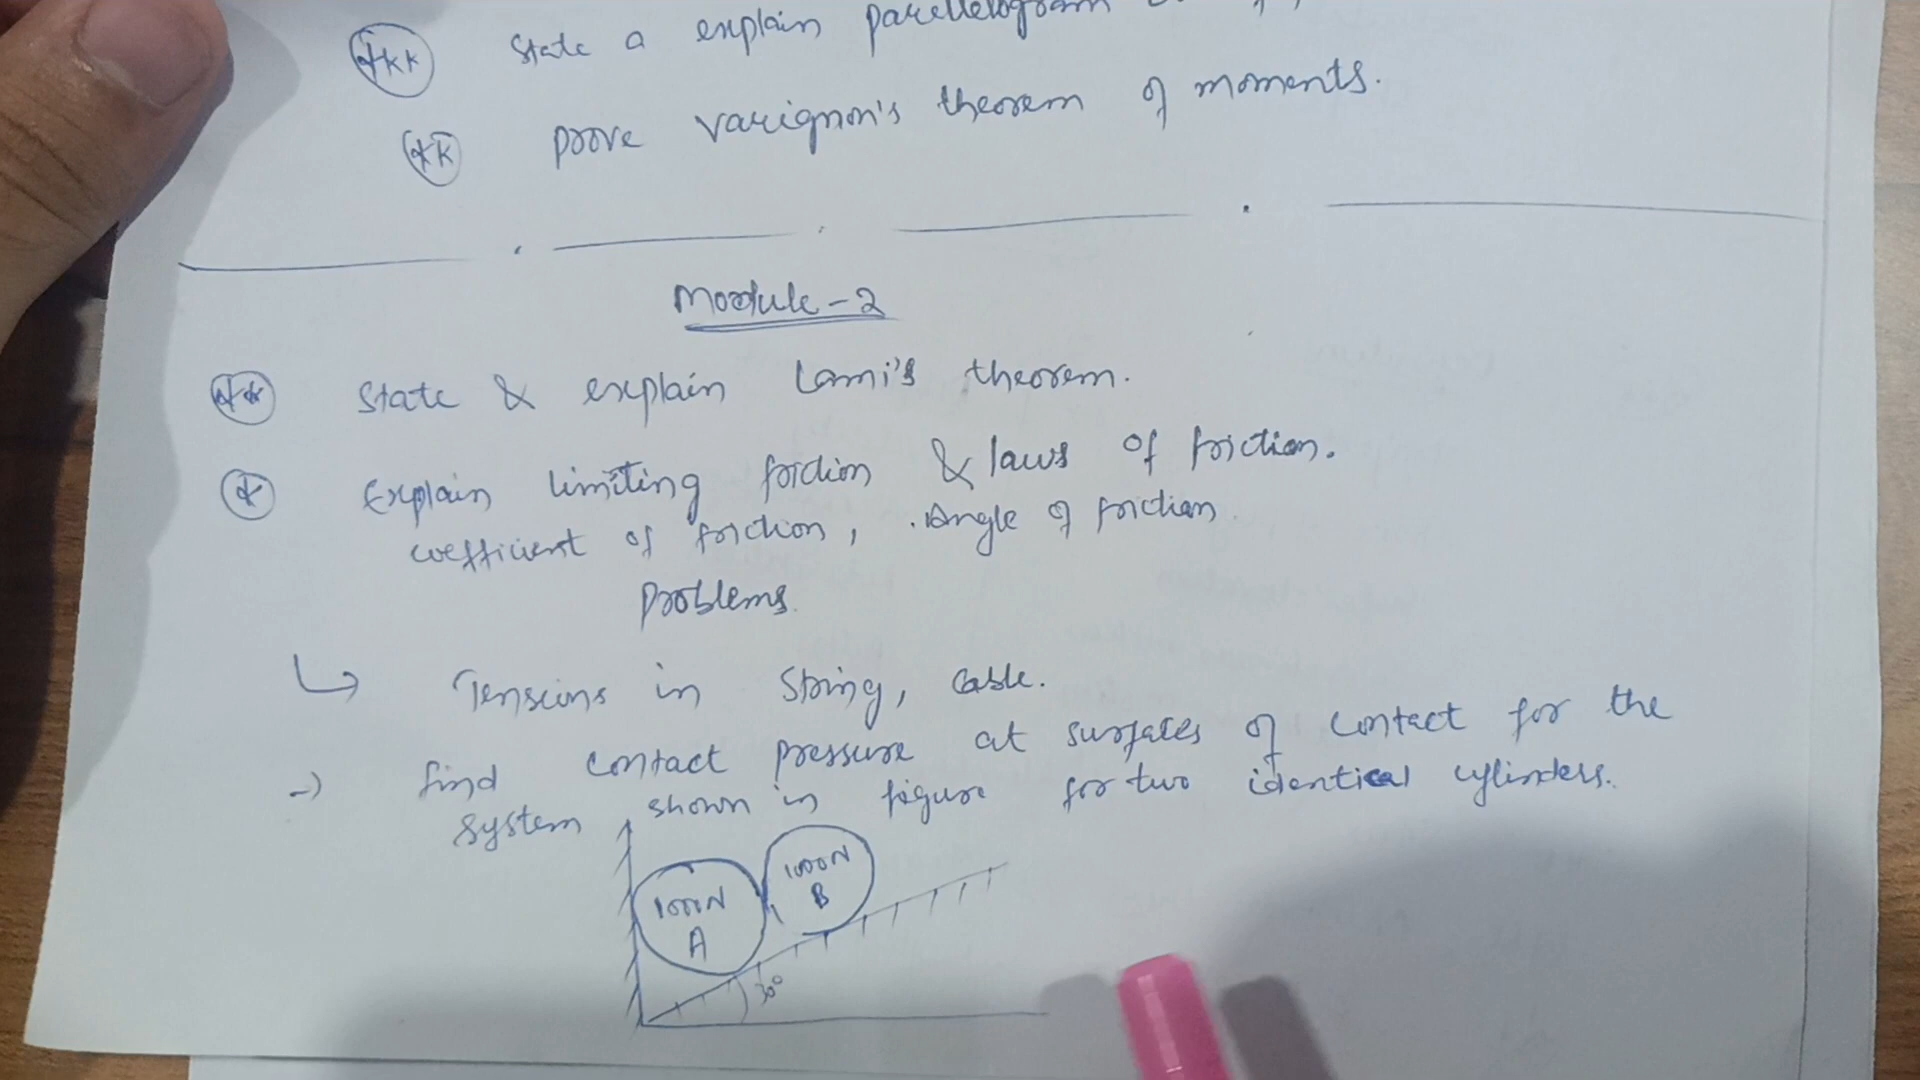 State a explain parellelogram
prove varignon's theorem of moments.
Module-2
State & explain Lami's theorem.
Explain limiting friction & laws of friction.
coefficient of friction, Angle of friction.
problems.
Tensions in string, cable.
→ find contact pressure at surfaces of contact for the
system shown in figure for two identical cylinders.
1000N
B
1000N
A
30°